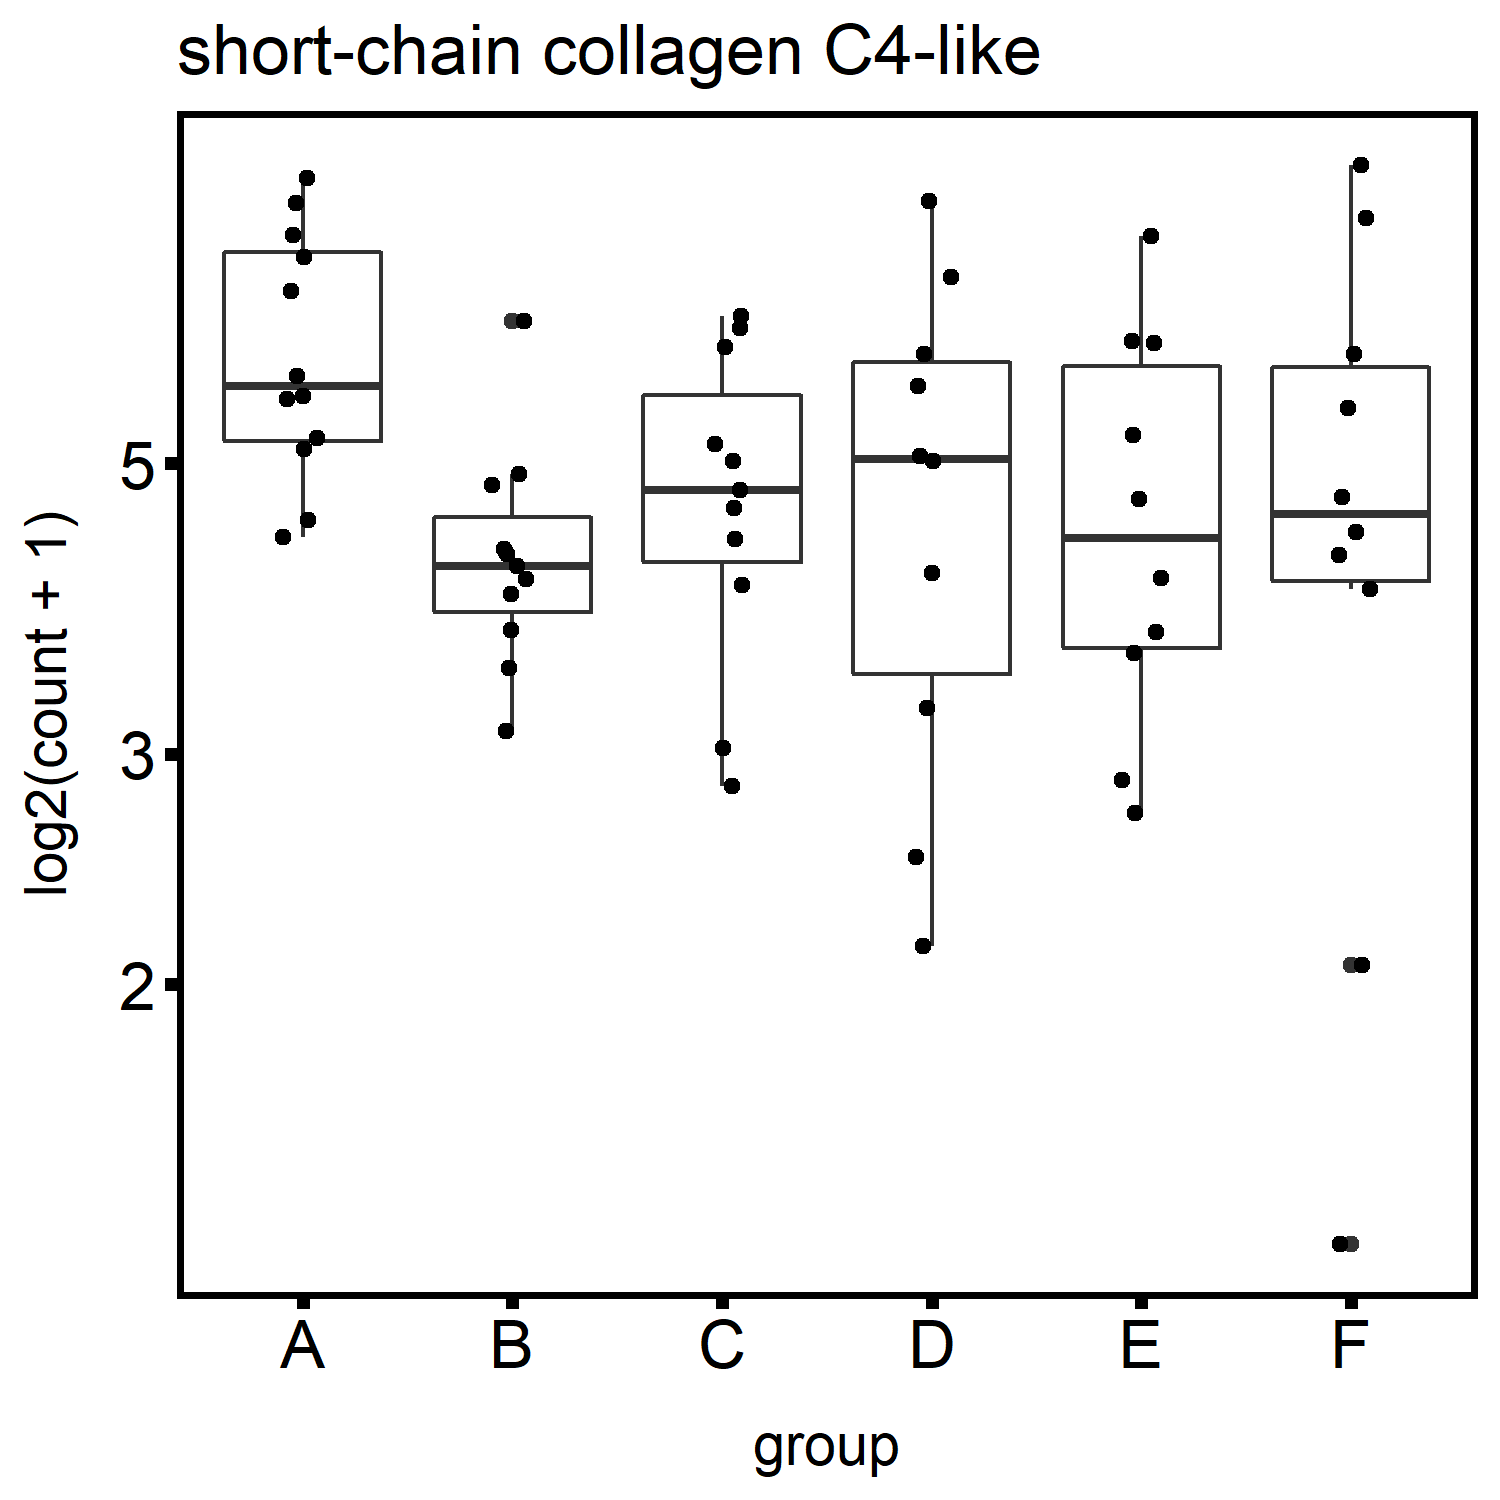 short-chain collagen C4-like
log2(count + 1)
5
3
2
A B C D E F
group